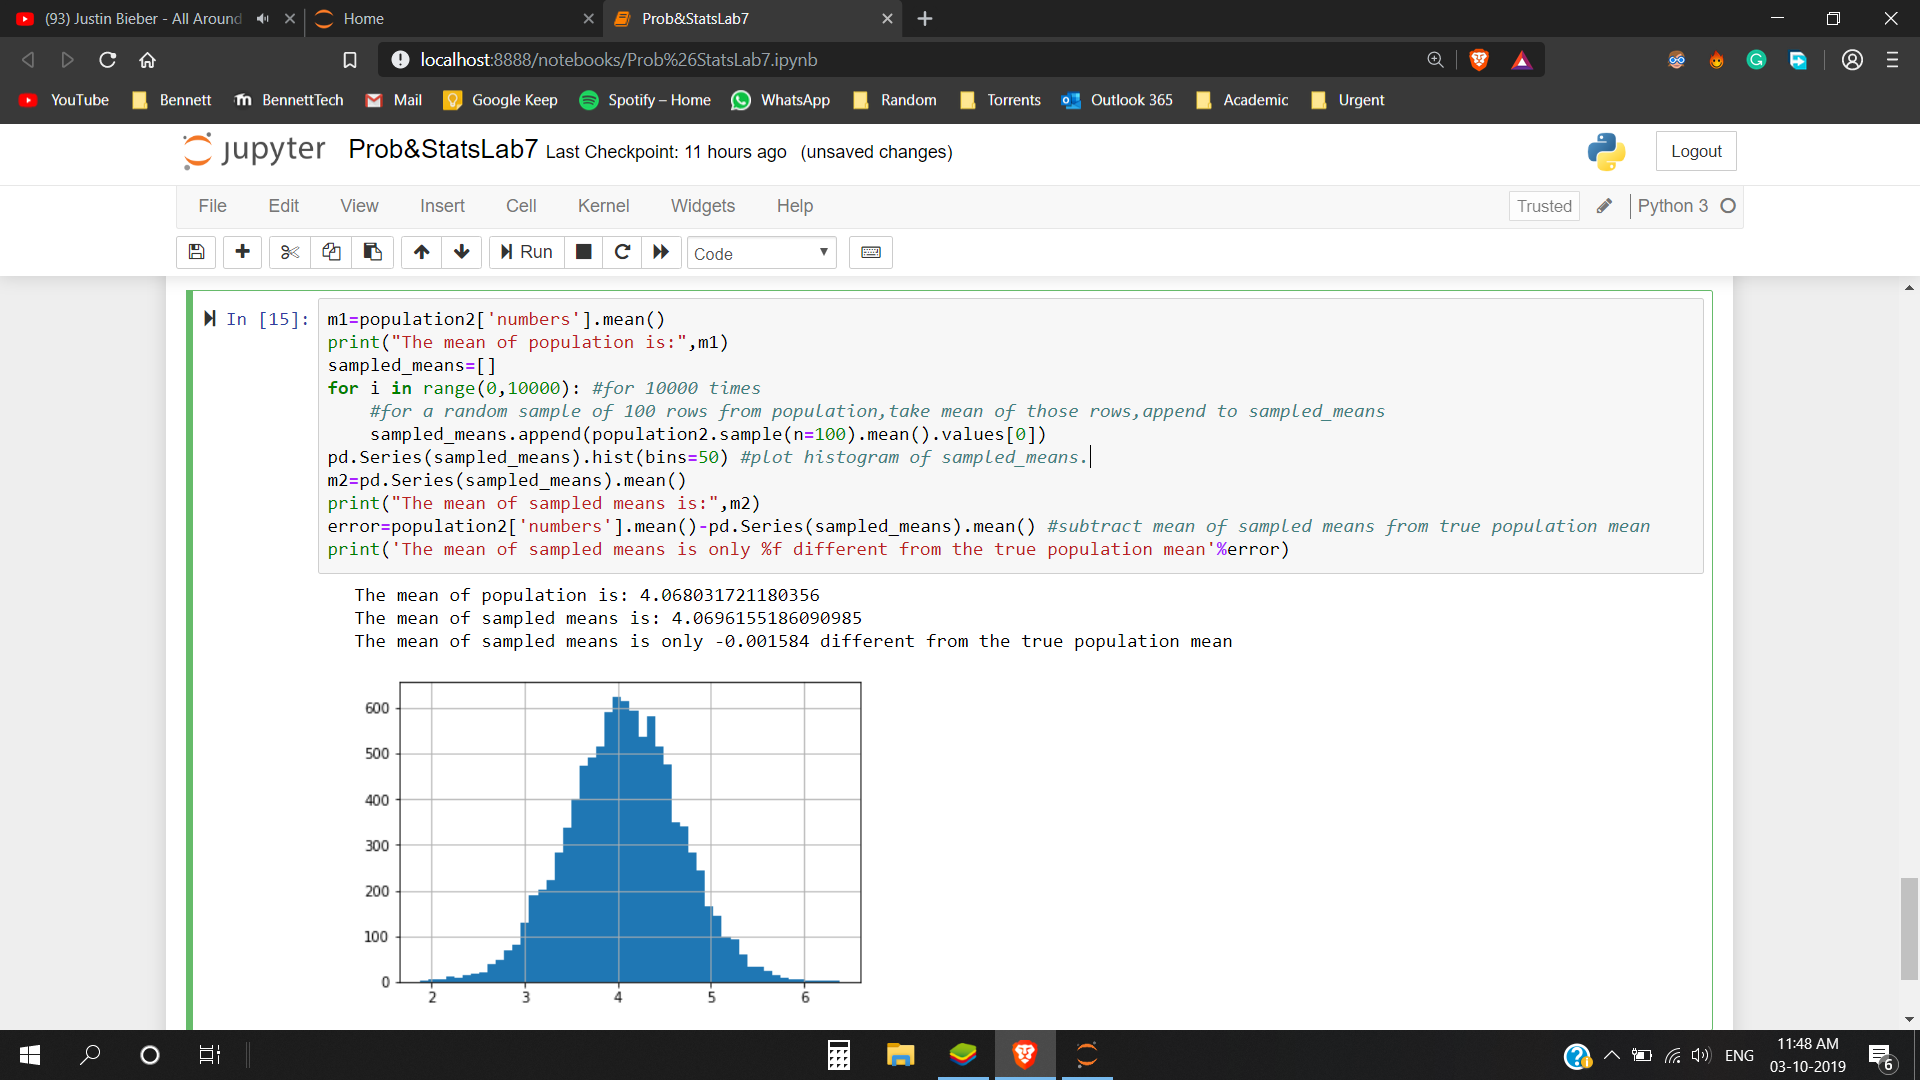 (93) Justin Bieber - All Around
Home
Prob&StatsLab7
localhost:8888/notebooks/Prob%26StatsLab7.ipynb
YouTube Bennett BennettTech Mail Google Keep Spotify – Home WhatsApp Random Torrents Outlook 365 Academic Urgent
jupyter Prob&StatsLab7 Last Checkpoint: 11 hours ago (unsaved changes) Logout
File Edit View Insert Cell Kernel Widgets Help Trusted Python 3
Run Code
In [15]:
m1=population2['numbers'].mean()
print("The mean of population is:",m1)
sampled_means=[]
for i in range(0,10000): #for 10000 times
    #for a random sample of 100 rows from population,take mean of those rows,append to sampled_means
    sampled_means.append(population2.sample(n=100).mean().values[0])
pd.Series(sampled_means).hist(bins=50) #plot histogram of sampled_means.
m2=pd.Series(sampled_means).mean()
print("The mean of sampled means is:",m2)
error=population2['numbers'].mean()-pd.Series(sampled_means).mean() #subtract mean of sampled means from true population mean
print('The mean of sampled means is only %f different from the true population mean'%error)
The mean of population is: 4.068031721180356
The mean of sampled means is: 4.0696155186090985
The mean of sampled means is only -0.001584 different from the true population mean
600
500
400
300
200
100
0
2 3 4 5 6
ENG
11:48 AM
03-10-2019
6